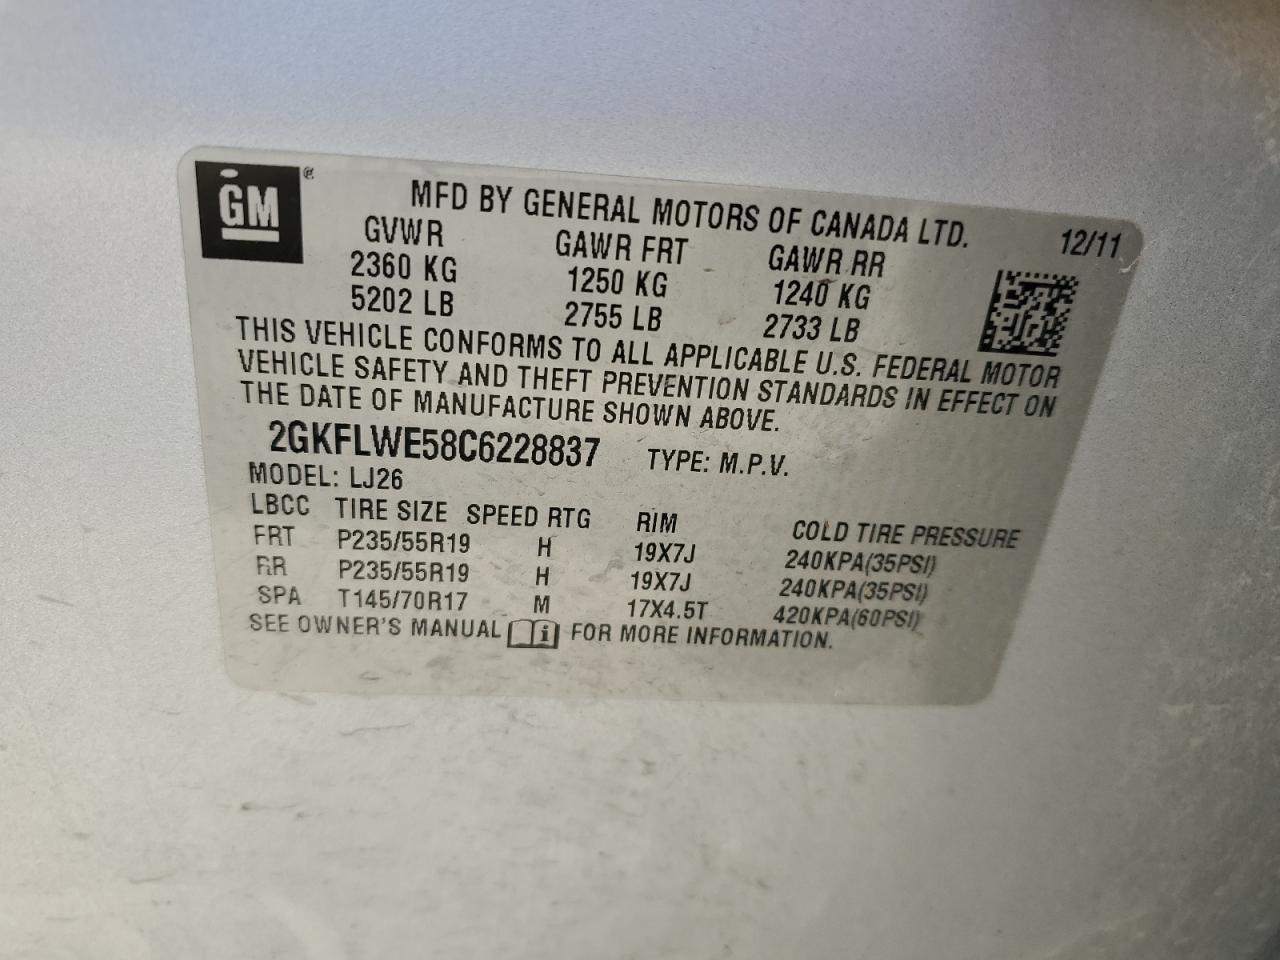 GM®
MFD BY GENERAL MOTORS OF CANADA LTD.
12/11
GVWR GAWR FRT GAWR RR
2360 KG 1250 KG 1240 KG
5202 LB 2755 LB 2733 LB
THIS VEHICLE CONFORMS TO ALL APPLICABLE U.S. FEDERAL MOTOR
VEHICLE SAFETY AND THEFT PREVENTION STANDARDS IN EFFECT ON
THE DATE OF MANUFACTURE SHOWN ABOVE.
2GKFLWE58C6228837 TYPE: M.P.V.
MODEL: LJ26
LBCC TIRE SIZE SPEED RTG RIM COLD TIRE PRESSURE
FRT P235/55R19 H 19X7J 240KPA(35PSI)
RR P235/55R19 H 19X7J 240KPA(35PSI)
SPA T145/70R17 M 17X4.5T 420KPA(60PSI)
SEE OWNER'S MANUAL i FOR MORE INFORMATION.